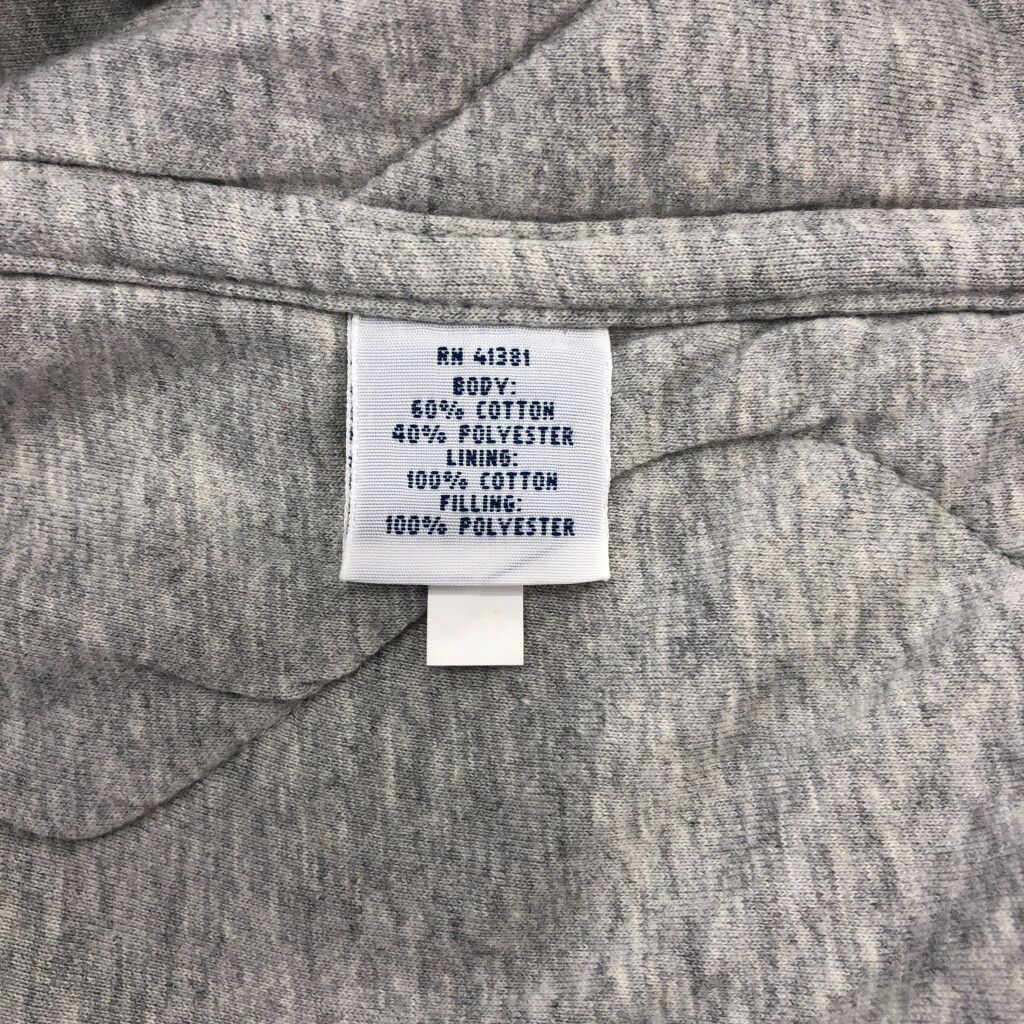 RN 41381
BODY:
60% COTTON
40% POLYESTER
LINING:
100% COTTON
FILLING:
100% POLYESTER